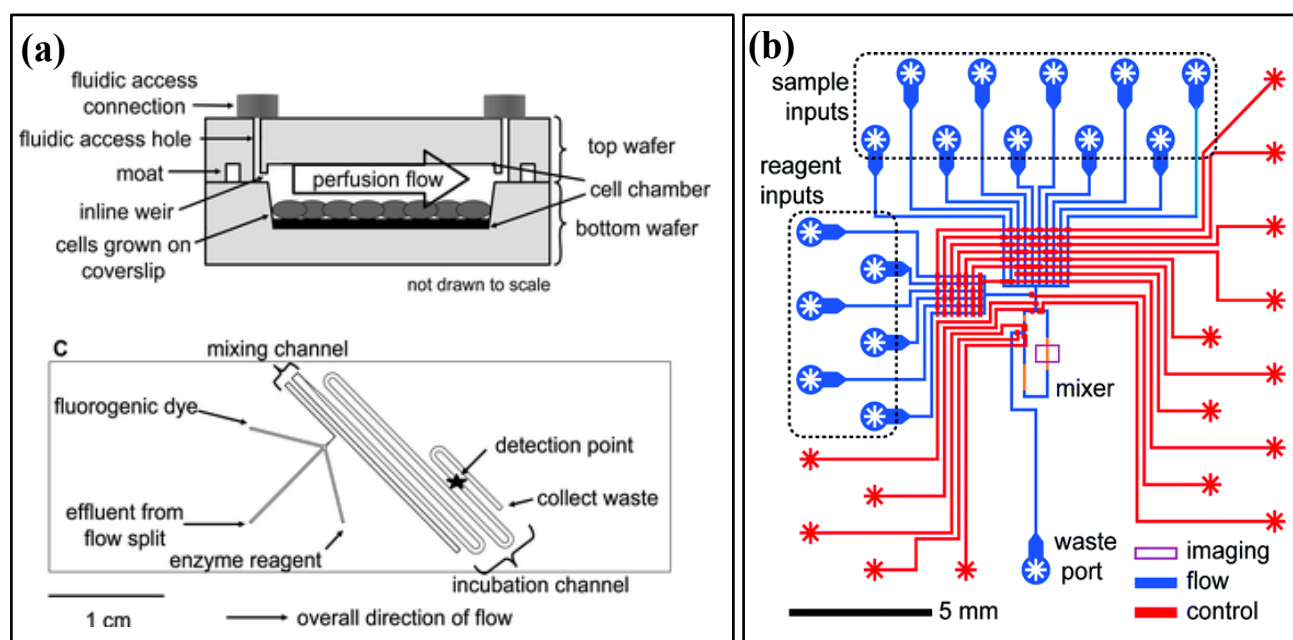 (a)
fluidic access
connection
fluidic access hole
moat
inline weir
cells grown on
coverslip
perfusion flow
top wafer
cell chamber
bottom wafer
not drawn to scale
C
mixing channel
fluorogenic dye
detection point
collect waste
effluent from
flow split
enzyme reagent
incubation channel
1 cm
overall direction of flow
(b)
sample
inputs
reagent
inputs
mixer
waste
port
imaging
flow
control
5 mm